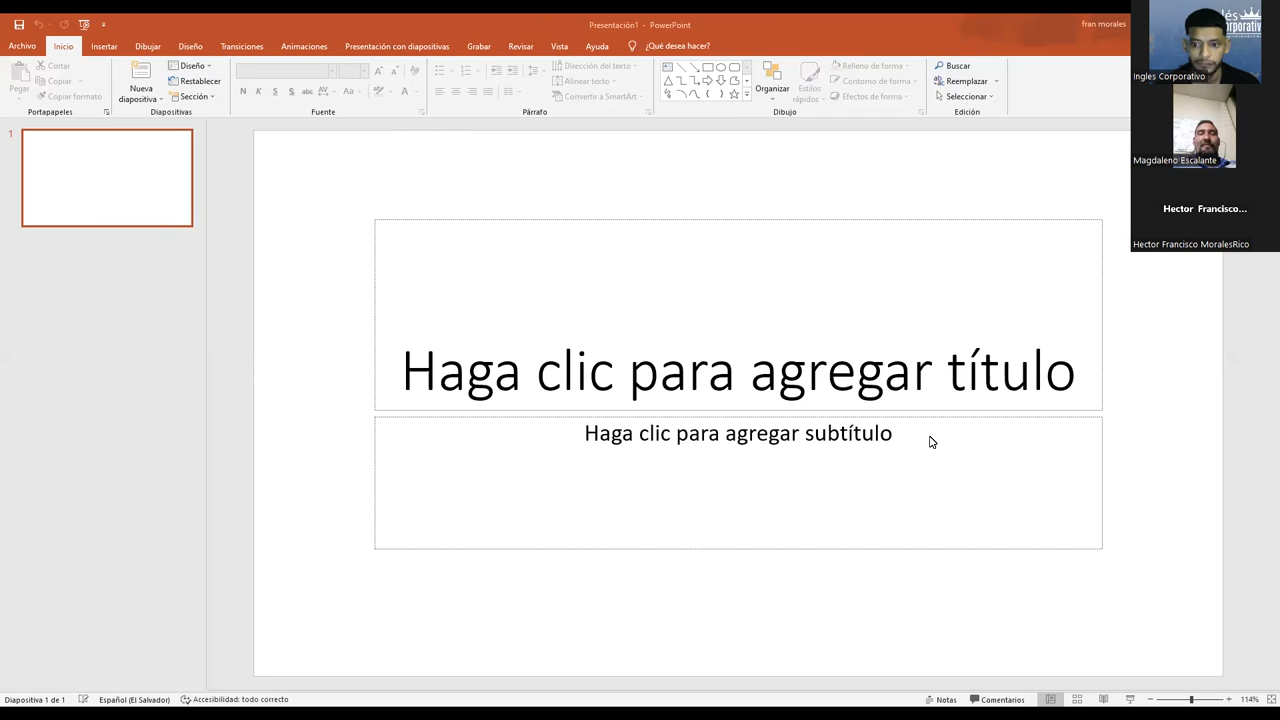 Presentación1 - PowerPoint
fran morales
Archivo Inicio Insertar Dibujar Diseño Transiciones Animaciones Presentación con diapositivas Grabar Revisar Vista Ayuda ¿Qué desea hacer?
Pegar
Cortar
Copiar
Copiar formato
Portapapeles
Nueva
diapositiva
Diseño
Restablecer
Sección
Diapositivas
N K S S abc AV Aa A
Fuente
Dirección del texto
Alinear texto
Convertir a SmartArt
Párrafo
Organizar
Estilos
rápidos
Relleno de forma
Contorno de forma
Efectos de forma
Dibujo
Buscar
Reemplazar
Seleccionar
Edición
Ingles Corporativo
Magdaleno Escalante
Hector Francisco...
Hector Francisco MoralesRico
1
Haga clic para agregar título
Haga clic para agregar subtítulo
Diapositiva 1 de 1 Español (El Salvador) Accesibilidad: todo correcto Notas Comentarios 114%